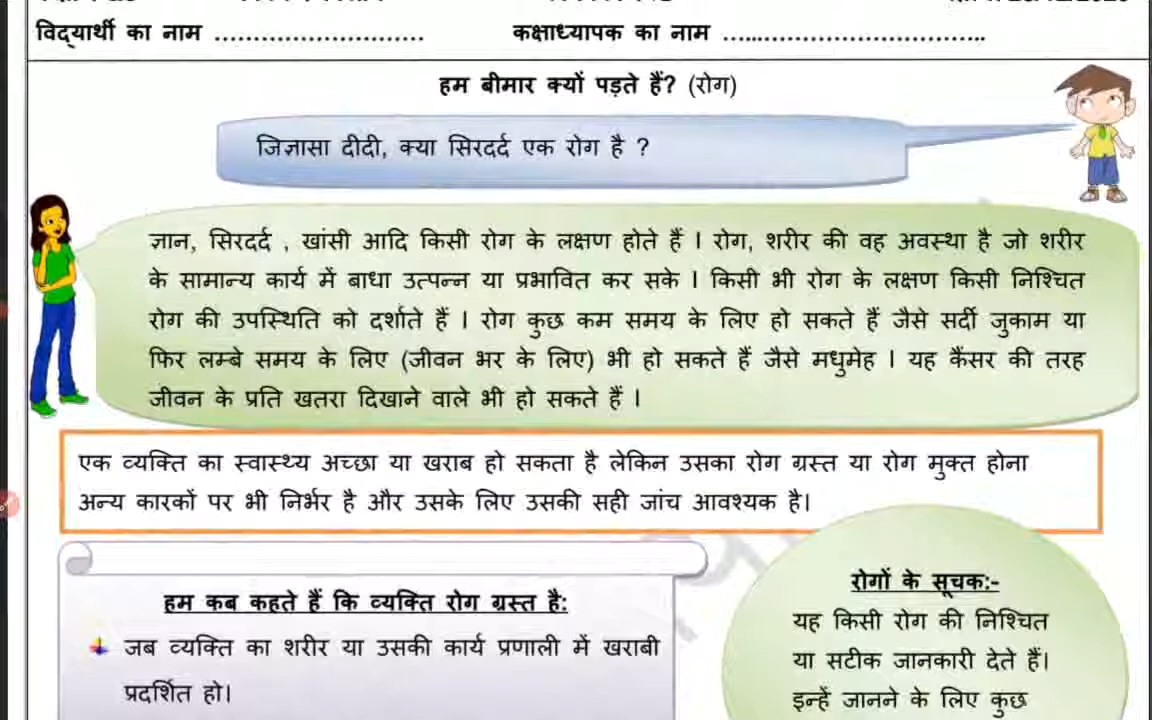 विद्यार्थी का नाम ............................ कक्षाध्यापक का नाम ..................................
हम बीमार क्यों पड़ते हैं? (रोग)
जिज्ञासा दीदी, क्या सिरदर्द एक रोग है ?
ज्ञान, सिरदर्द , खांसी आदि किसी रोग के लक्षण होते हैं । रोग, शरीर की वह अवस्था है जो शरीर
के सामान्य कार्य में बाधा उत्पन्न या प्रभावित कर सके । किसी भी रोग के लक्षण किसी निश्चित
रोग की उपस्थिति को दर्शाते हैं । रोग कुछ कम समय के लिए हो सकते हैं जैसे सर्दी जुकाम या
फिर लम्बे समय के लिए (जीवन भर के लिए) भी हो सकते हैं जैसे मधुमेह । यह कैंसर की तरह
जीवन के प्रति खतरा दिखाने वाले भी हो सकते हैं ।
एक व्यक्ति का स्वास्थ्य अच्छा या खराब हो सकता है लेकिन उसका रोग ग्रस्त या रोग मुक्त होना
अन्य कारकों पर भी निर्भर है और उसके लिए उसकी सही जांच आवश्यक है।
हम कब कहते हैं कि व्यक्ति रोग ग्रस्त है:
जब व्यक्ति का शरीर या उसकी कार्य प्रणाली में खराबी
प्रदर्शित हो।
रोगों के सूचक:-
यह किसी रोग की निश्चित
या सटीक जानकारी देते हैं।
इन्हें जानने के लिए कुछ